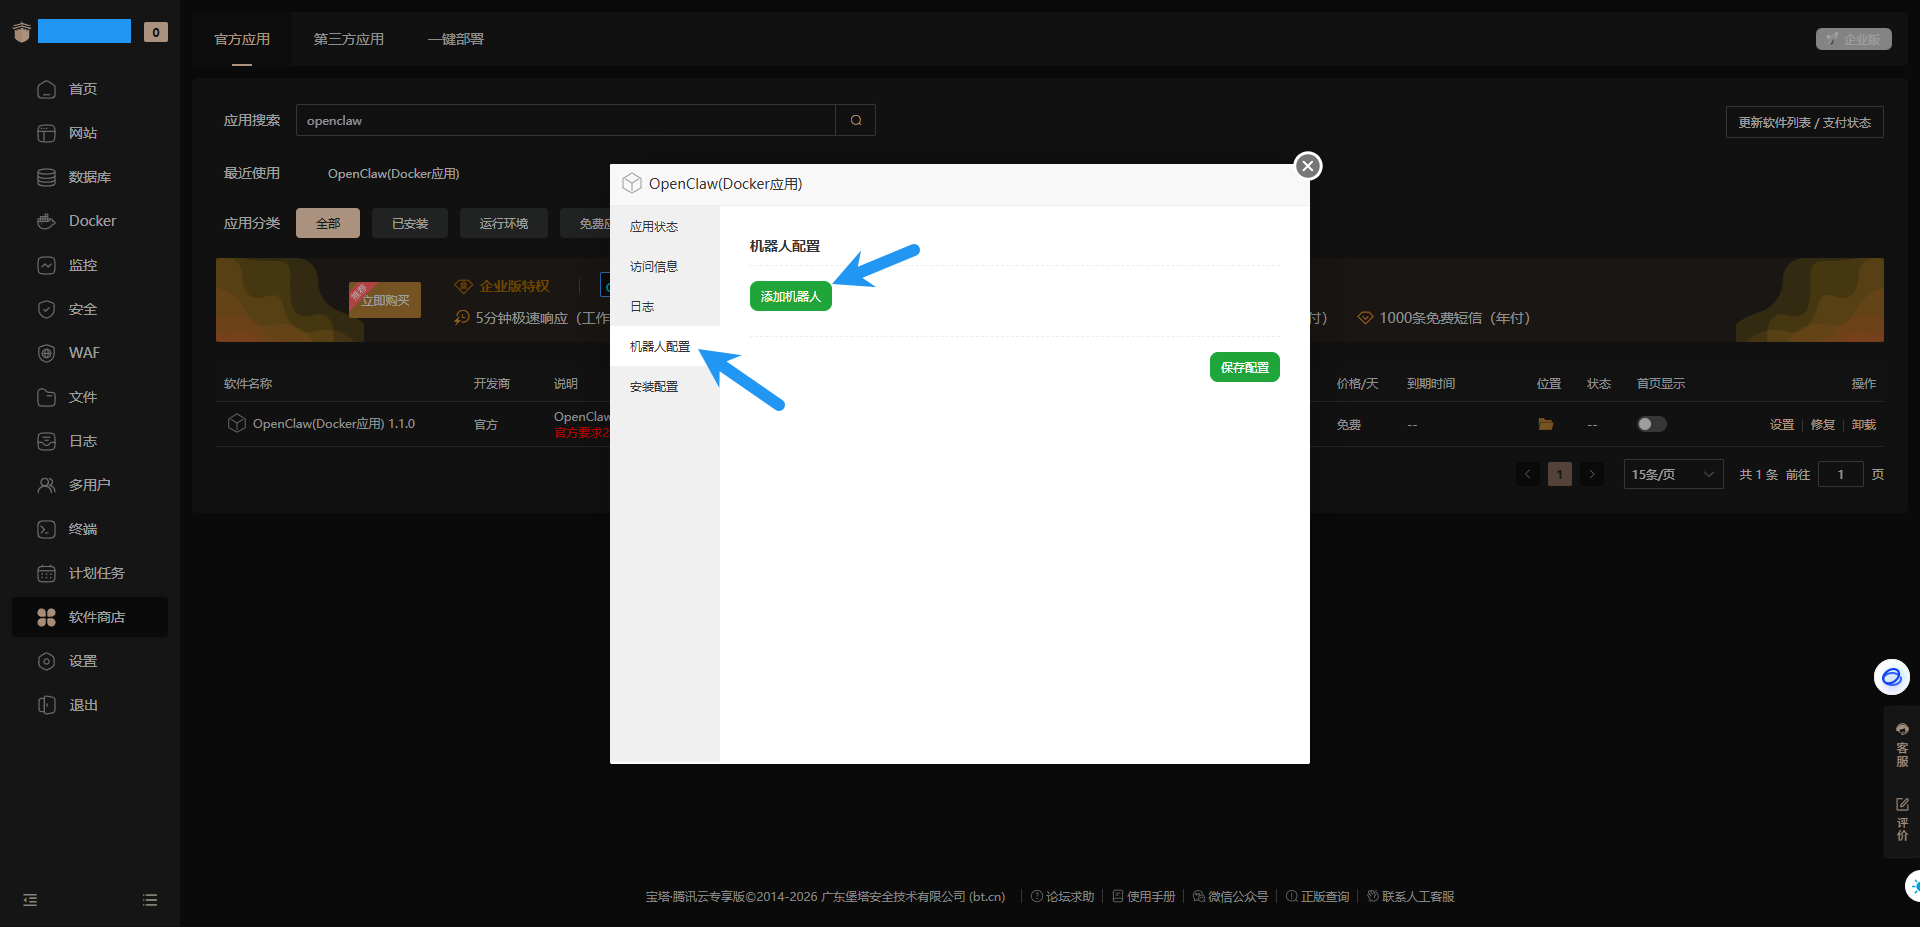 0
首页
网站
数据库
Docker
监控
安全
WAF
文件
日志
多用户
终端
计划任务
软件商店
设置
退出
官方应用 第三方应用 一键部署
企业版
应用搜索 openclaw
更新软件列表 / 支付状态
最近使用 OpenClaw(Docker应用)
应用分类 全部 已安装 运行环境 免费应
推荐
立即购买
企业版特权
5分钟极速响应（工作
付） 1000条免费短信（年付）
软件名称 开发商 说明 价格/天 到期时间 位置 状态 首页显示 操作
OpenClaw(Docker应用) 1.1.0 官方 OpenClaw 免费 -- -- 设置 修复 卸载
官方要求2
1 15条/页 共 1 条 前往 1 页
OpenClaw(Docker应用)
应用状态
访问信息
日志
机器人配置
安装配置
机器人配置
添加机器人
保存配置
客服
评价
宝塔·腾讯云专享版©2014-2026 广东堡塔安全技术有限公司 (bt.cn) 论坛求助 使用手册 微信公众号 正版查询 联系人工客服